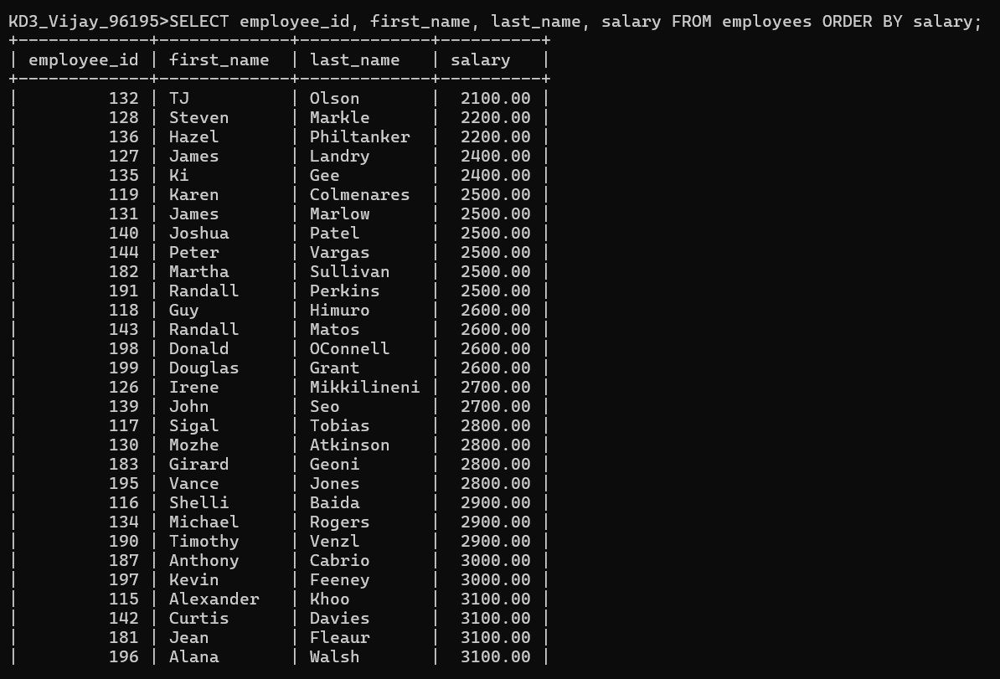 KD3_Vijay_96195>SELECT employee_id, first_name, last_name, salary FROM employees ORDER BY salary;
+-------------+-------------+-------------+----------+
| employee_id | first_name  | last_name   | salary   |
+-------------+-------------+-------------+----------+
|         132 | TJ          | Olson       |  2100.00 |
|         128 | Steven      | Markle      |  2200.00 |
|         136 | Hazel       | Philtanker  |  2200.00 |
|         127 | James       | Landry      |  2400.00 |
|         135 | Ki          | Gee         |  2400.00 |
|         119 | Karen       | Colmenares  |  2500.00 |
|         131 | James       | Marlow      |  2500.00 |
|         140 | Joshua      | Patel       |  2500.00 |
|         144 | Peter       | Vargas      |  2500.00 |
|         182 | Martha      | Sullivan    |  2500.00 |
|         191 | Randall     | Perkins     |  2500.00 |
|         118 | Guy         | Himuro      |  2600.00 |
|         143 | Randall     | Matos       |  2600.00 |
|         198 | Donald      | OConnell    |  2600.00 |
|         199 | Douglas     | Grant       |  2600.00 |
|         126 | Irene       | Mikkilineni |  2700.00 |
|         139 | John        | Seo         |  2700.00 |
|         117 | Sigal       | Tobias      |  2800.00 |
|         130 | Mozhe       | Atkinson    |  2800.00 |
|         183 | Girard      | Geoni       |  2800.00 |
|         195 | Vance       | Jones       |  2800.00 |
|         116 | Shelli      | Baida       |  2900.00 |
|         134 | Michael     | Rogers      |  2900.00 |
|         190 | Timothy     | Venzl       |  2900.00 |
|         187 | Anthony     | Cabrio      |  3000.00 |
|         197 | Kevin       | Feeney      |  3000.00 |
|         115 | Alexander   | Khoo        |  3100.00 |
|         142 | Curtis      | Davies      |  3100.00 |
|         181 | Jean        | Fleaur      |  3100.00 |
|         196 | Alana       | Walsh       |  3100.00 |